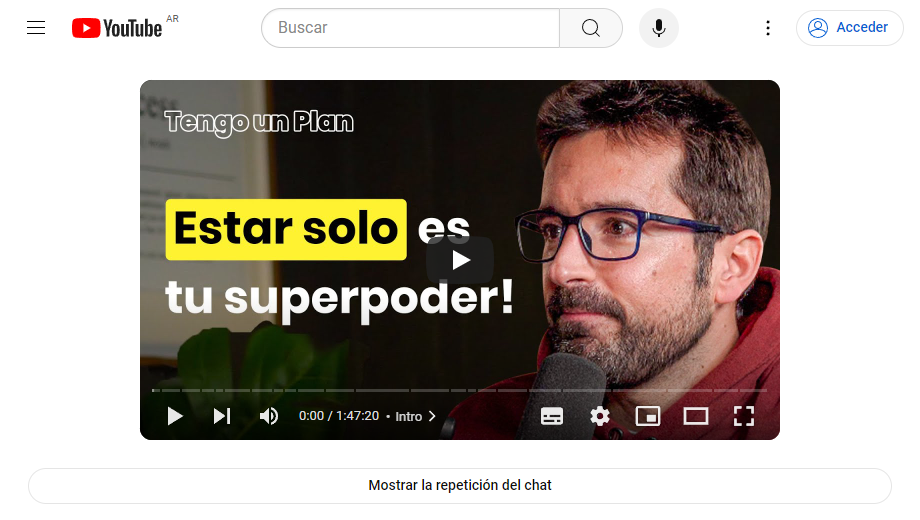 YouTube AR
Buscar
Acceder
Tengo un Plan
Estar solo es
tu superpoder!
0:00 / 1:47:20 • Intro
Mostrar la repetición del chat